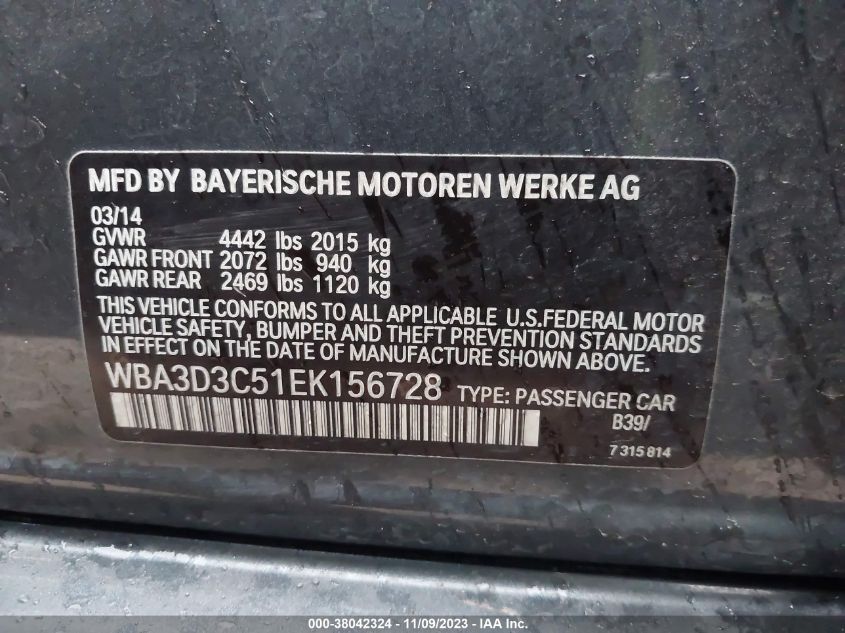 MFD BY BAYERISCHE MOTOREN WERKE AG
03/14
GVWR 4442 lbs 2015 kg
GAWR FRONT 2072 lbs 940 kg
GAWR REAR 2469 lbs 1120 kg
THIS VEHICLE CONFORMS TO ALL APPLICABLE U.S.FEDERAL MOTOR
VEHICLE SAFETY, BUMPER AND THEFT PREVENTION STANDARDS
IN EFFECT ON THE DATE OF MANUFACTURE SHOWN ABOVE.
WBA3D3C51EK156728 TYPE: PASSENGER CAR
B39/
7 315 814
000-38042324 - 11/09/2023 - © IAA Inc.